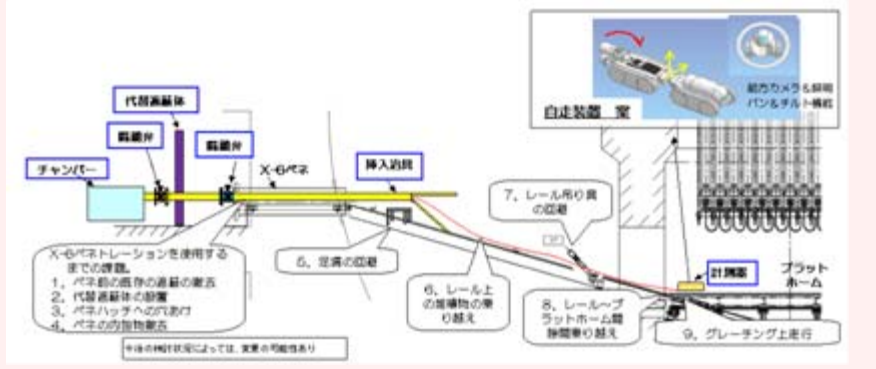 前方カメラ&照明
パン&チルト機能
自走装置 案
代替遮蔽体
隔離弁
隔離弁
チャンバー
X-6ペネ
挿入治具
7、レール吊り具
の回避
X-6ペネトレーションを使用する
までの課題。
1、ペネ前の既存の遮蔽の撤去
2、代替遮蔽体の設置
3、ペネハッチへの穴あけ
4、ペネの内部物撤去
5、足場の回避
6、レール上
の堆積物の乗
り越え
計測器
プラット
ホーム
8、レール～プ
ラットホーム間
隙間乗り越え
9、グレーチング上走行
今後の検討状況によっては、変更の可能性あり